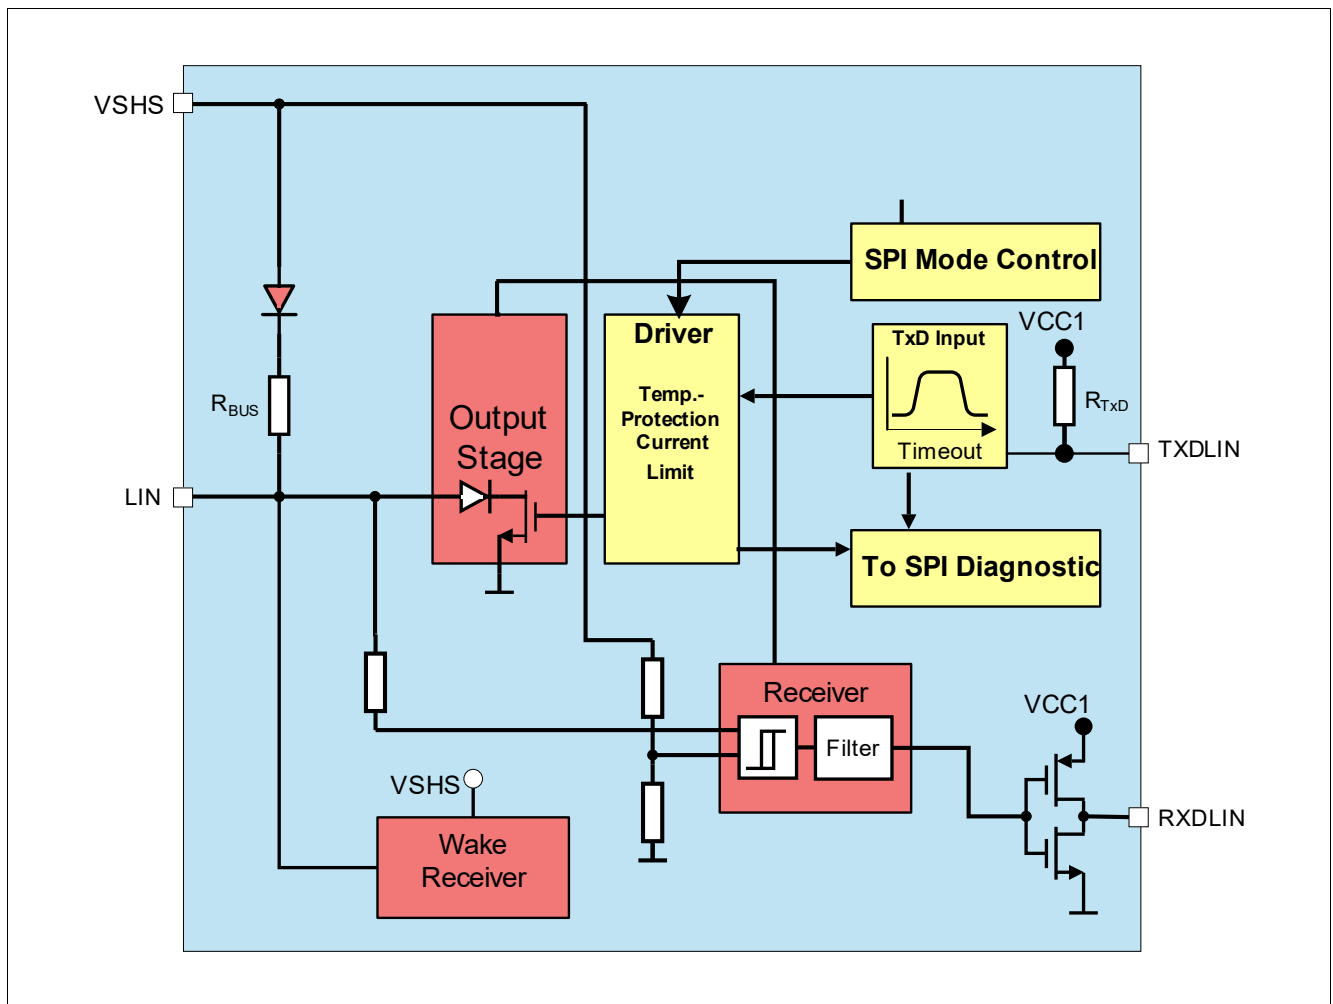 VSHS
SPI Mode Control
VCC1
Driver
TxD Input
Temp.-
Protection
Current
Limit
RBUS
RTxD
Output
Stage
Timeout
TXDLIN
LIN
To SPI Diagnostic
Receiver
VCC1
Filter
VSHS
RXDLIN
Wake
Receiver